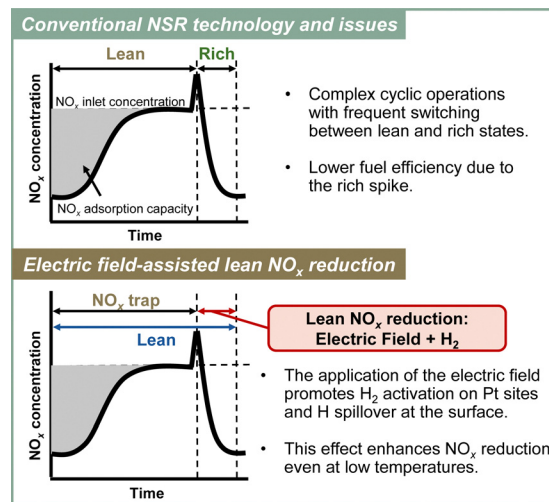 Conventional NSR technology and issues
Lean
Rich
NOx inlet concentration
NOx adsorption capacity
NOx concentration
Time
• Complex cyclic operations
with frequent switching
between lean and rich states.
• Lower fuel efficiency due to
the rich spike.
Electric field-assisted lean NOx reduction
NOx trap
Lean
NOx concentration
Time
Lean NOx reduction:
Electric Field + H2
• The application of the electric field
promotes H2 activation on Pt sites
and H spillover at the surface.
• This effect enhances NOx reduction
even at low temperatures.